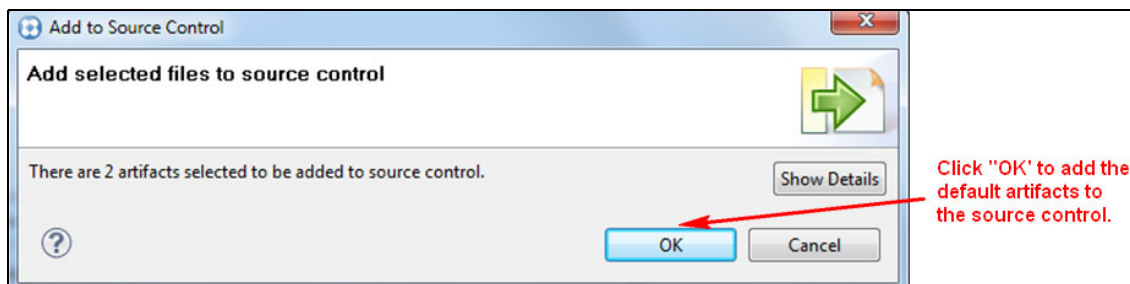 Add to Source Control
x
Add selected files to source control
There are 2 artifacts selected to be added to source control.
Show Details
Click "OK' to add the
default artifacts to
the source control.
?
OK
Cancel